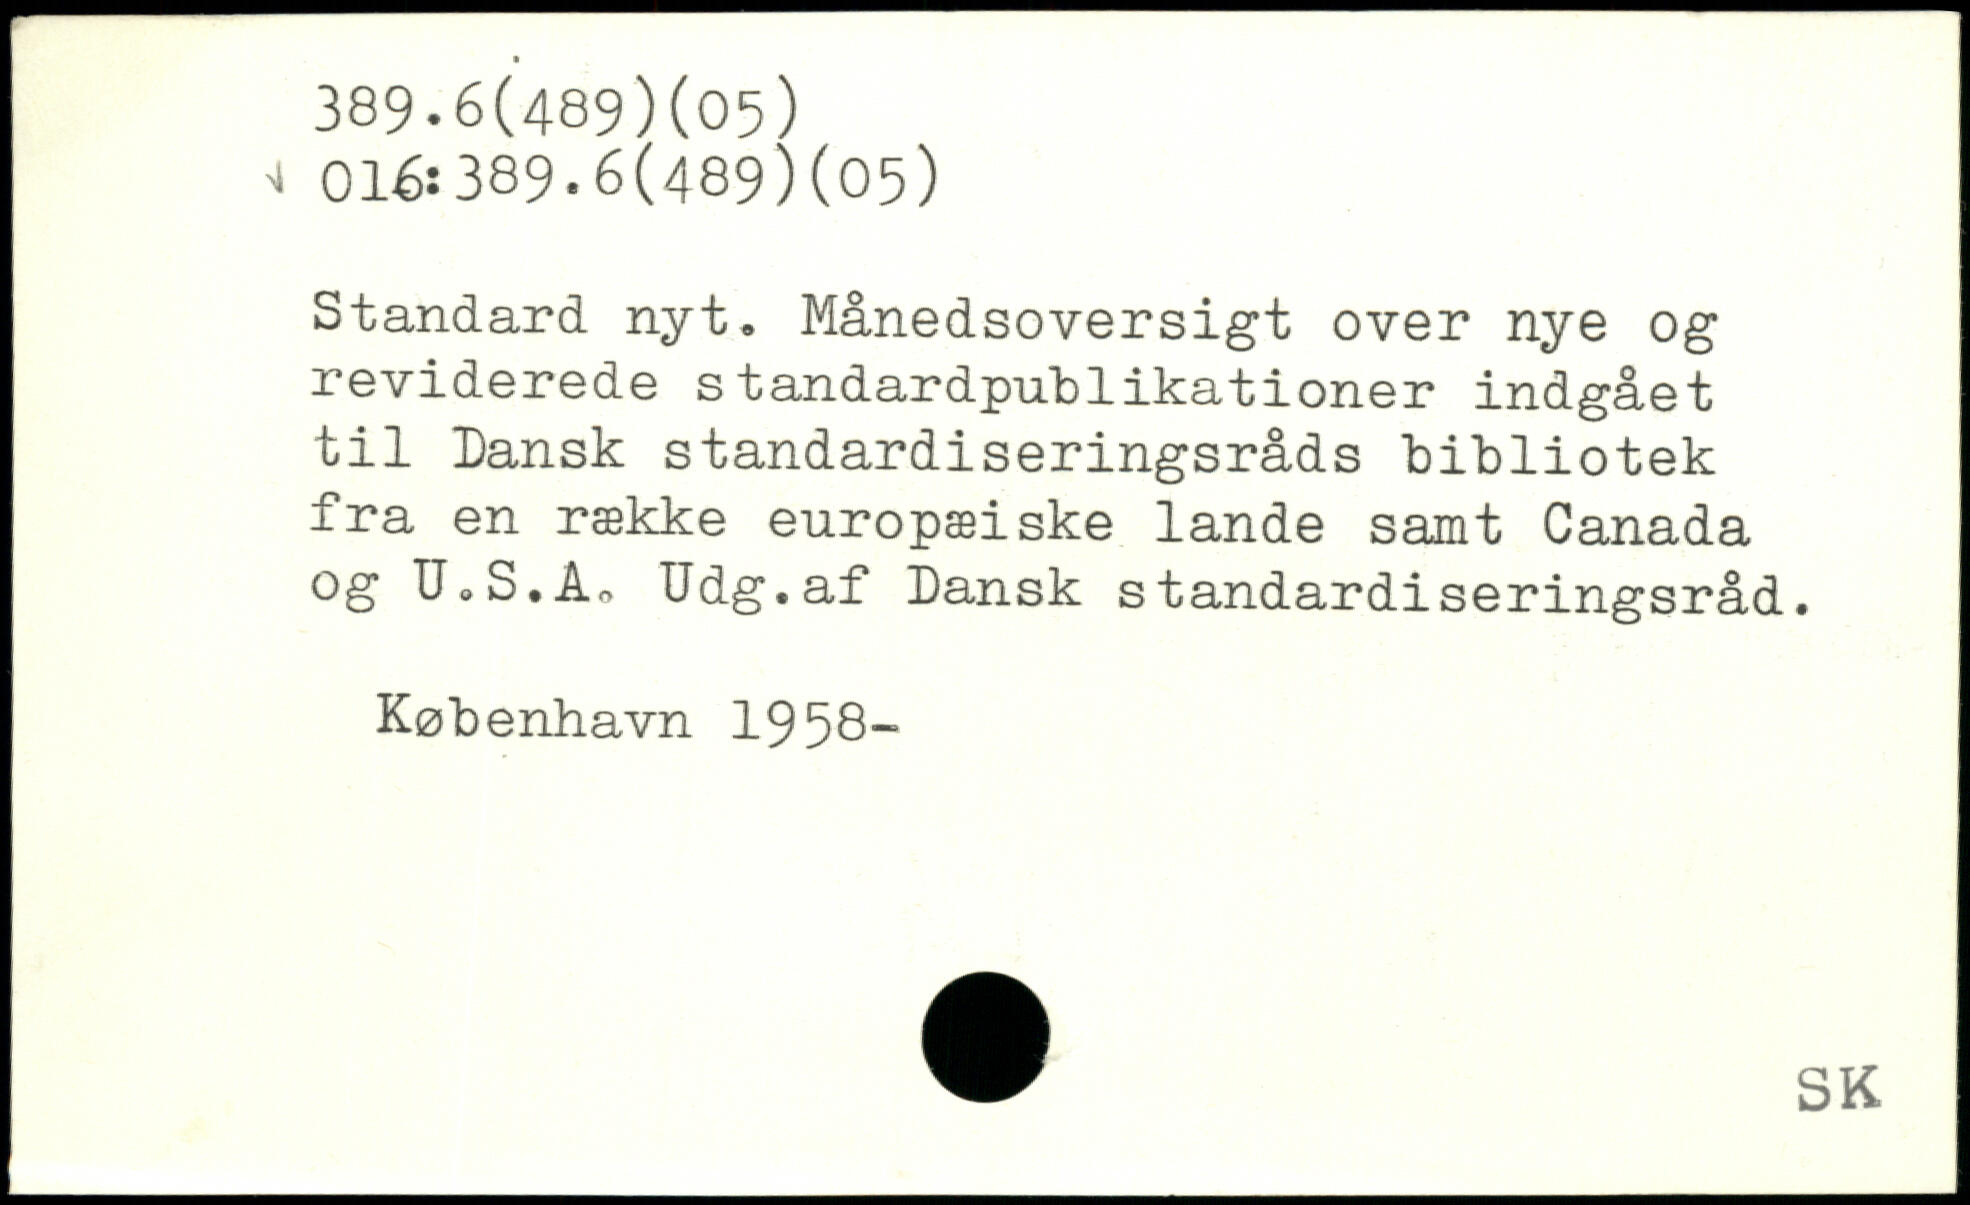 389.6(489)(05)
√ 016:389.6(489)(05)
Standard nyt. Månedsoversigt over nye og
reviderede standardpublikationer indgået
til Dansk standardiseringsråds bibliotek
fra en række europæiske lande samt Canada
og U.S.A. Udg.af Dansk standardiseringsråd.
København 1958-
SK